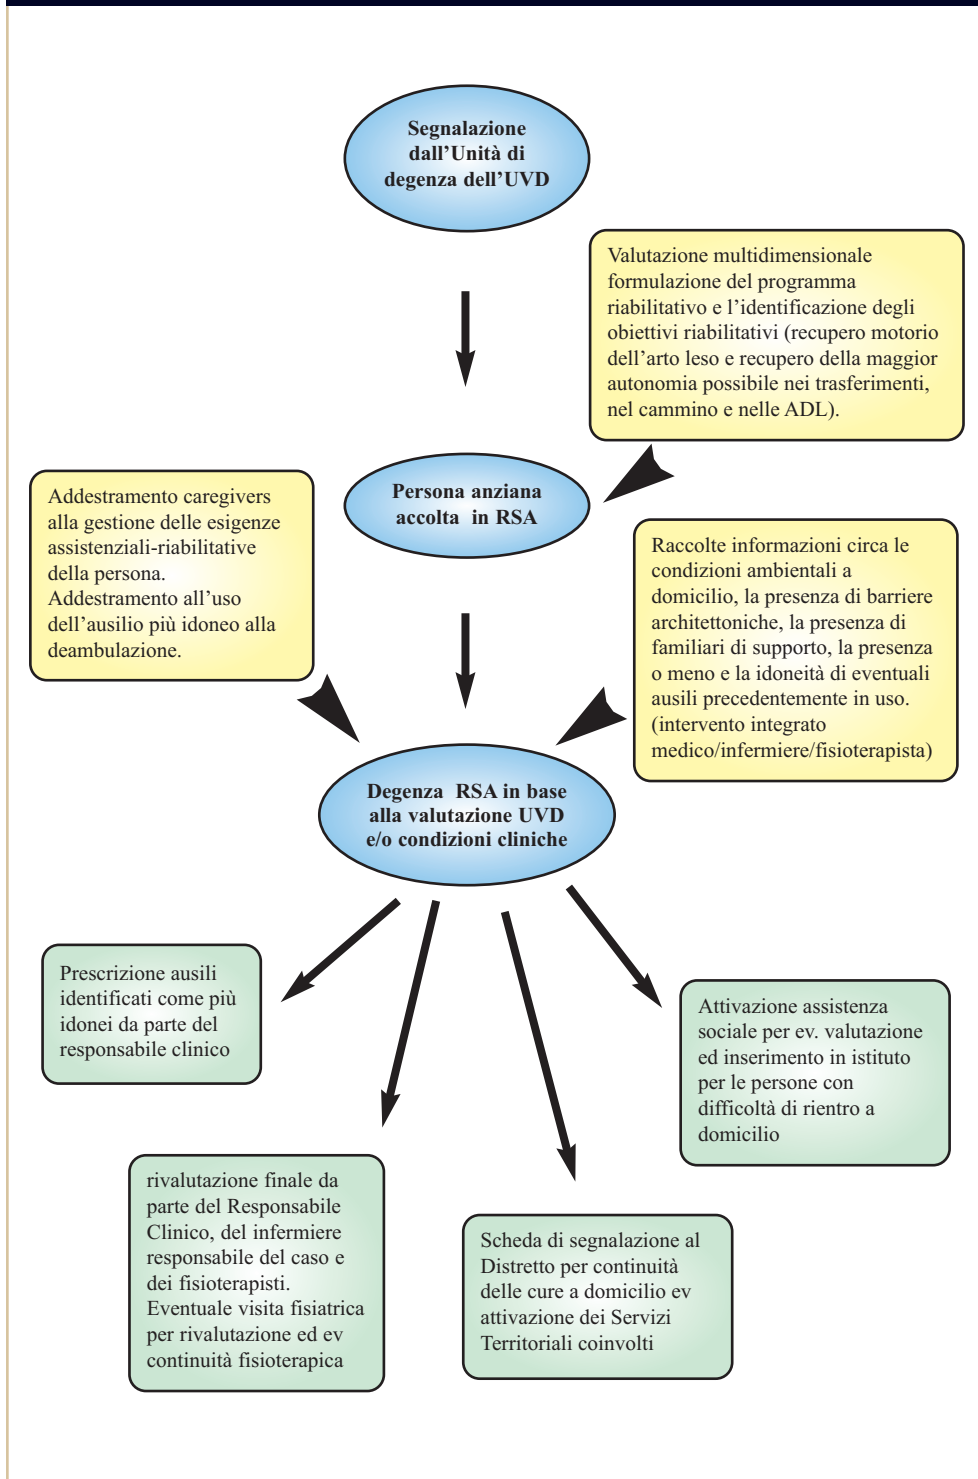 Segnalazione
dall'Unità di
degenza dell'UVD
Valutazione multidimensionale
formulazione del programma
riabilitativo e l'identificazione degli
obiettivi riabilitativi (recupero motorio
dell'arto leso e recupero della maggior
autonomia possibile nei trasferimenti,
nel cammino e nelle ADL).
Persona anziana
accolta in RSA
Addestramento caregivers
alla gestione delle esigenze
assistenziali-riabilitative
della persona.
Addestramento all'uso
dell'ausilio più idoneo alla
deambulazione.
Raccolte informazioni circa le
condizioni ambientali a
domicilio, la presenza di barriere
architettoniche, la presenza di
familiari di supporto, la presenza
o meno e la idoneità di eventuali
ausili precedentemente in uso.
(intervento integrato
medico/infermiere/fisioterapista)
Degenza RSA in base
alla valutazione UVD
e/o condizioni cliniche
Prescrizione ausili
identificati come più
idonei da parte del
responsabile clinico
rivalutazione finale da
parte del Responsabile
Clinico, del infermiere
responsabile del caso e
dei fisioterapisti.
Eventuale visita fisiatrica
per rivalutazione ed ev
continuità fisioterapica
Scheda di segnalazione al
Distretto per continuità
delle cure a domicilio ev
attivazione dei Servizi
Territoriali coinvolti
Attivazione assistenza
sociale per ev. valutazione
ed inserimento in istituto
per le persone con
difficoltà di rientro a
domicilio